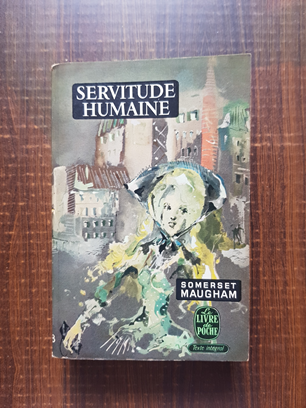 SERVITUDE
HUMAINE
SOMERSET
MAUGHAM
Le
LIVRE
de
POCHE
Texte intégral